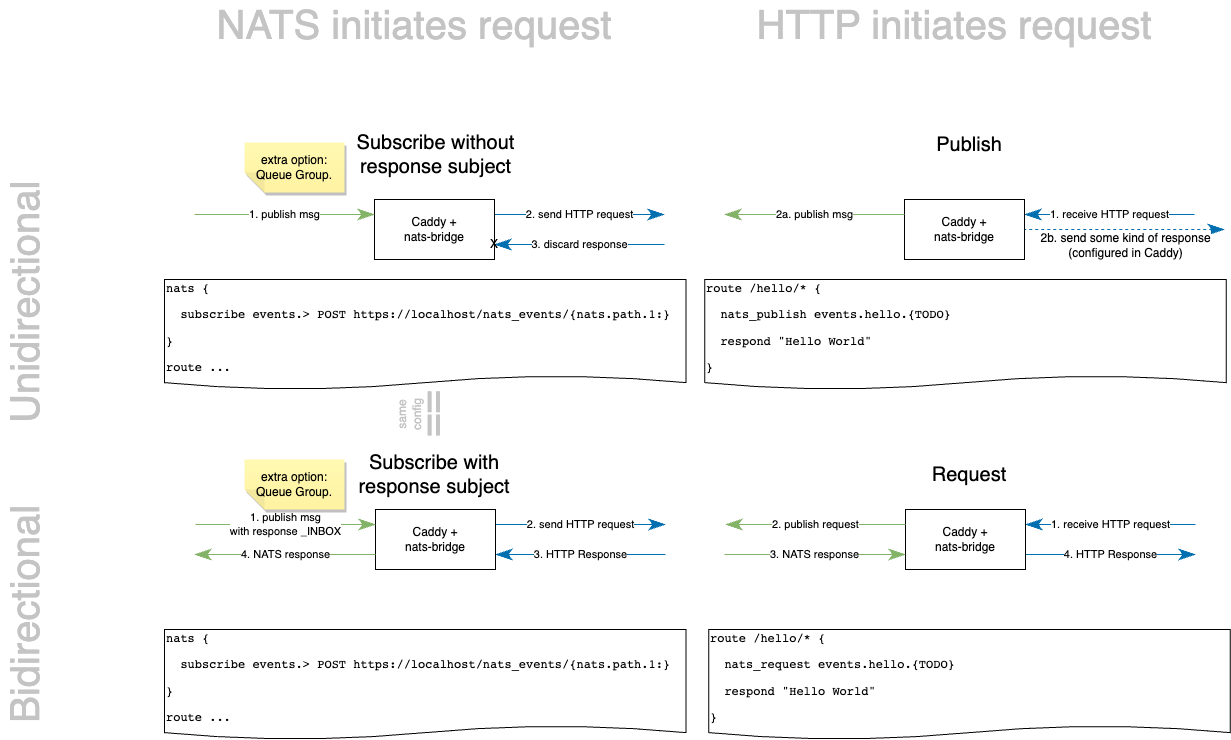 NATS initiates request
HTTP initiates request
Unidirectional
Subscribe without
response subject
extra option:
Queue Group.
1. publish msg
Caddy +
nats-bridge
2. send HTTP request
X
3. discard response
nats {
subscribe events.> POST https://localhost/nats_events/{nats.path.1:}
}
route ...
Publish
2a. publish msg
Caddy +
nats-bridge
1. receive HTTP request
2b. send some kind of response
(configured in Caddy)
route /hello/* {
nats_publish events.hello.{TODO}
respond "Hello World"
}
same
config
Bidirectional
Subscribe with
response subject
extra option:
Queue Group.
1. publish msg
with response _INBOX
4. NATS response
Caddy +
nats-bridge
2. send HTTP request
3. HTTP Response
nats {
subscribe events.> POST https://localhost/nats_events/{nats.path.1:}
}
route ...
Request
2. publish request
3. NATS response
Caddy +
nats-bridge
1. receive HTTP request
4. HTTP Response
route /hello/* {
nats_request events.hello.{TODO}
respond "Hello World"
}